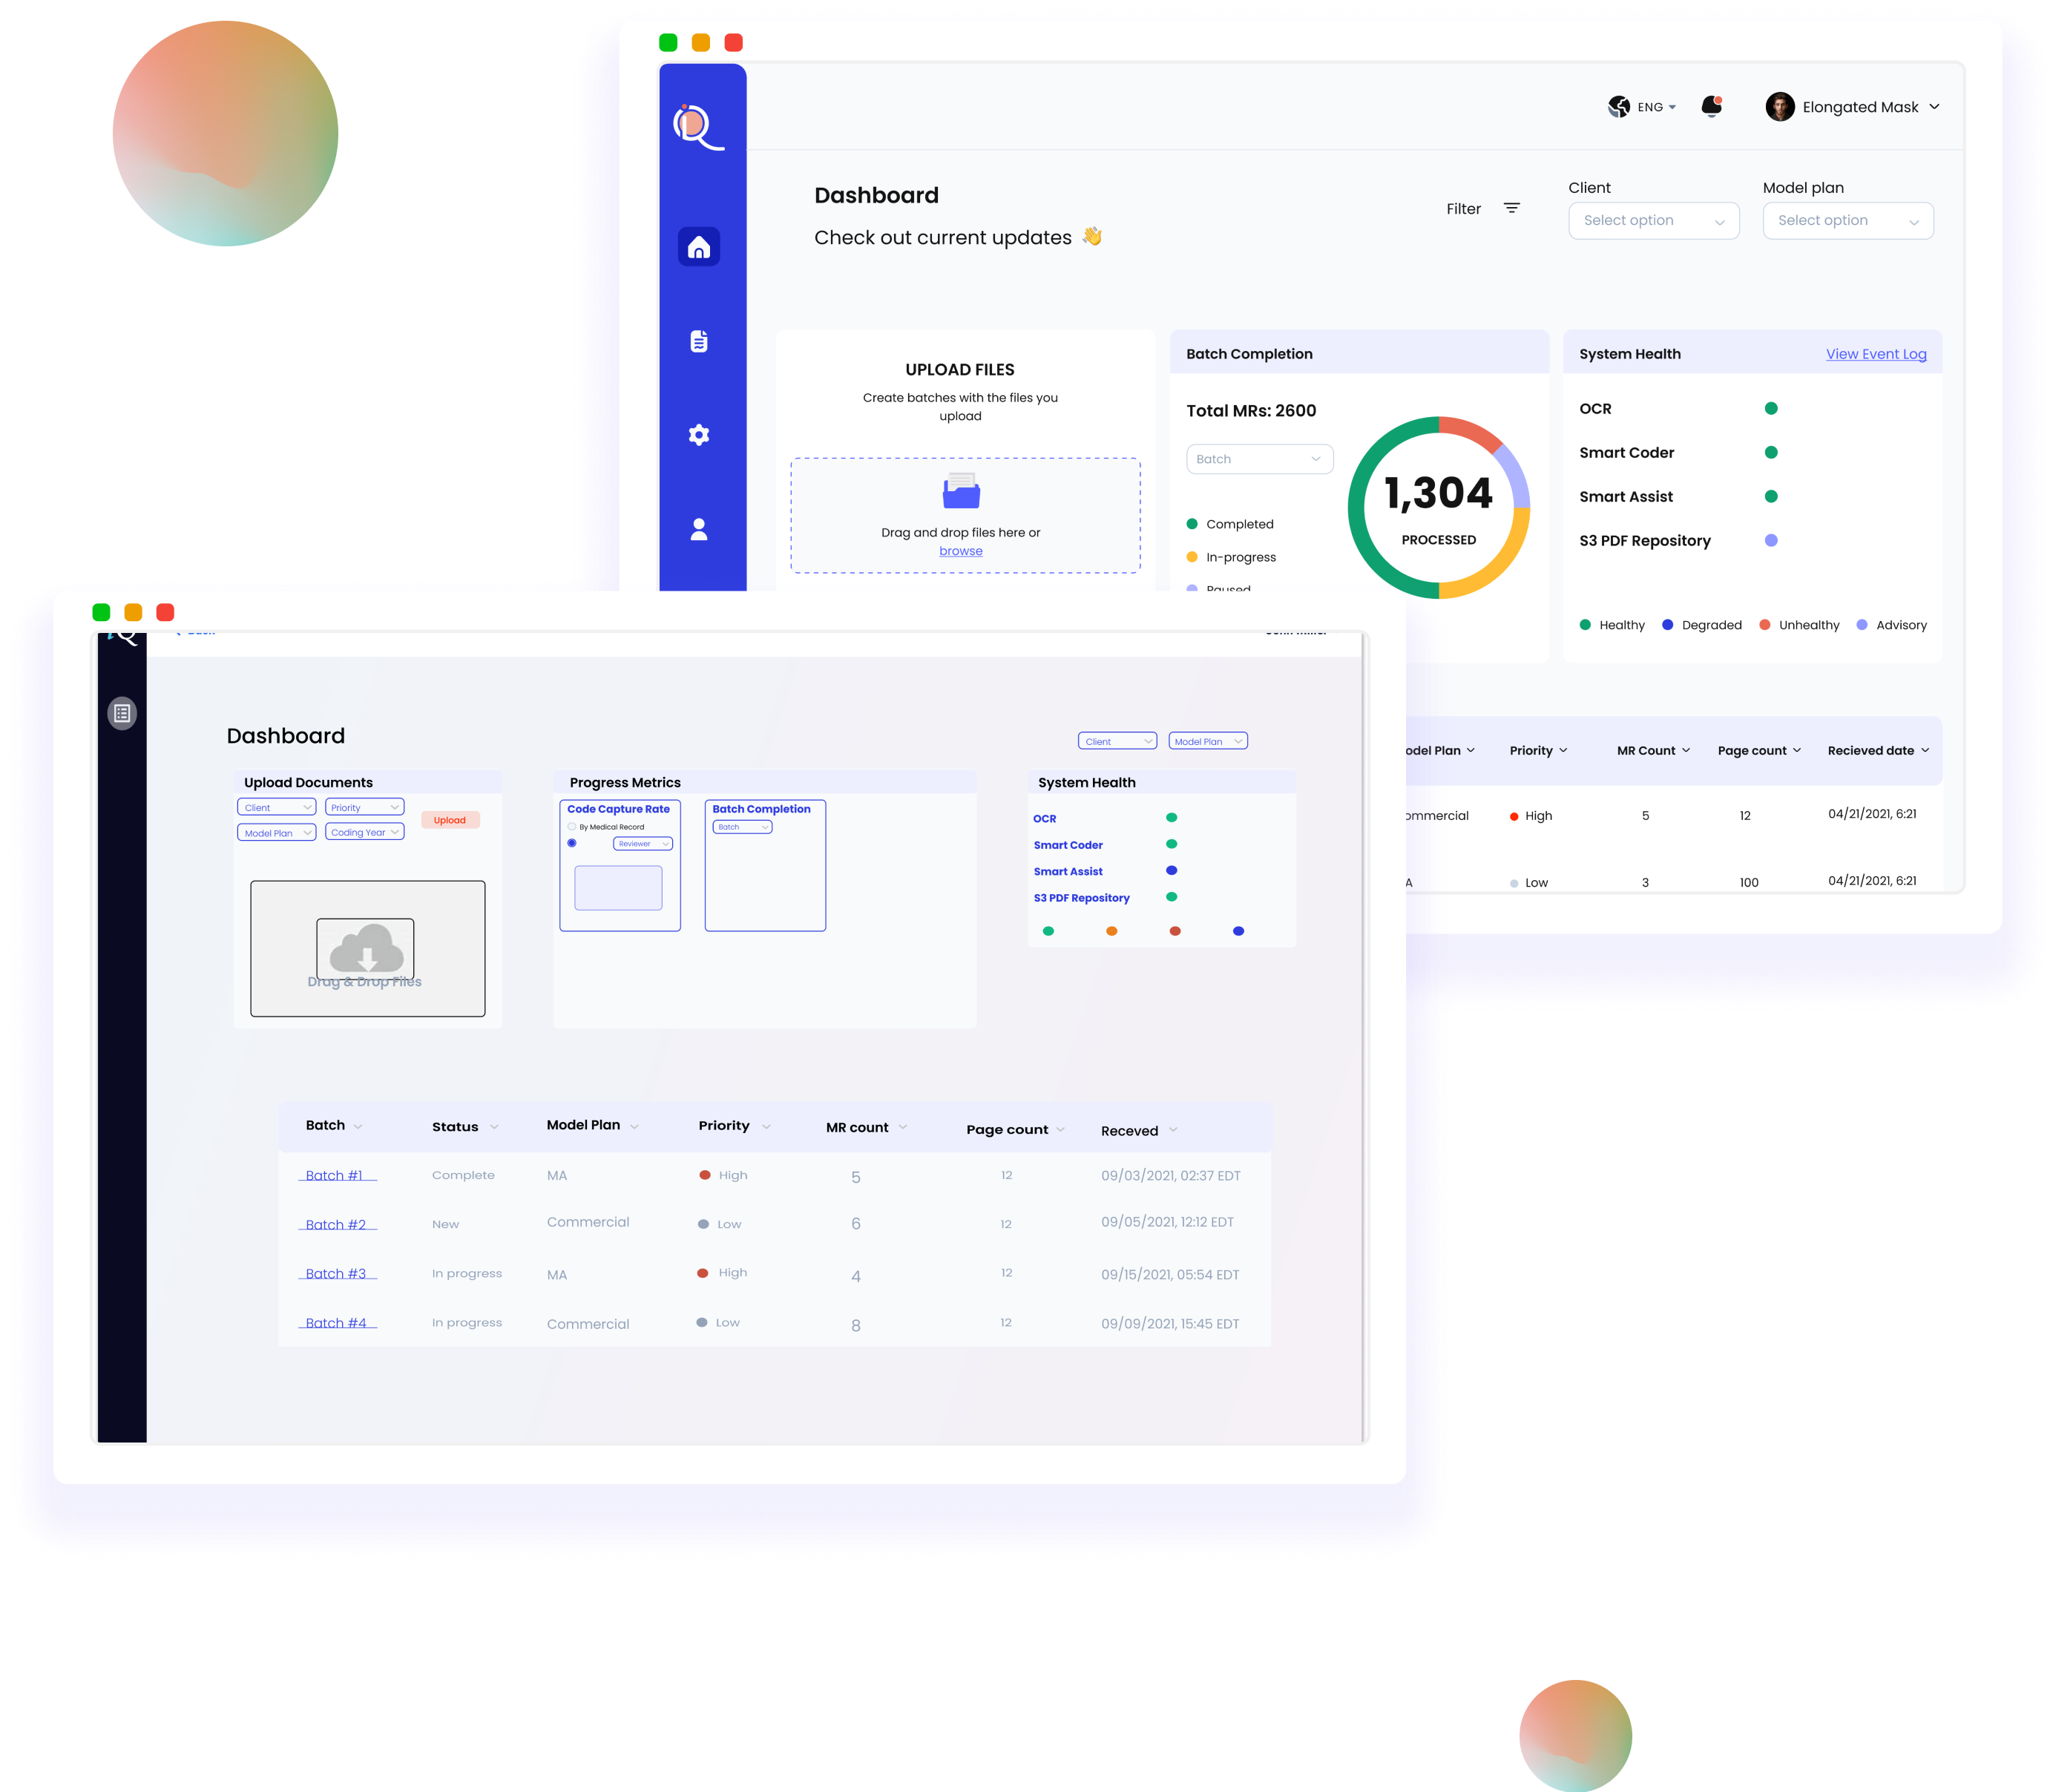 iQ
ENG
Elongated Mask
Dashboard
Check out current updates 👋
Filter
Client
Select option
Model plan
Select option
UPLOAD FILES
Create batches with the files you
upload
Drag and drop files here or
browse
Batch Completion
Total MRs: 2600
Batch
Completed
In-progress
Paused
1,304
PROCESSED
System Health
View Event Log
OCR
Smart Coder
Smart Assist
S3 PDF Repository
Healthy
Degraded
Unhealthy
Advisory
Priority
MR Count
Page count
Recieved date
High
5
12
04/21/2021, 6:21
Low
3
100
04/21/2021, 6:21
iQ
Dashboard
Client
Model Plan
Upload Documents
Client
Priority
Model Plan
Coding Year
Upload
Drag & Drop Files
Progress Metrics
Code Capture Rate
By Medical Record
Reviewer
Batch Completion
Batch
System Health
OCR
Smart Coder
Smart Assist
S3 PDF Repository
Batch Status Model Plan Priority MR count Page count Receved
Batch #1 Complete MA High 5 12 09/03/2021, 02:37 EDT
Batch #2 New Commercial Low 6 12 09/05/2021, 12:12 EDT
Batch #3 In progress MA High 4 12 09/15/2021, 05:54 EDT
Batch #4 In progress Commercial Low 8 12 09/09/2021, 15:45 EDT